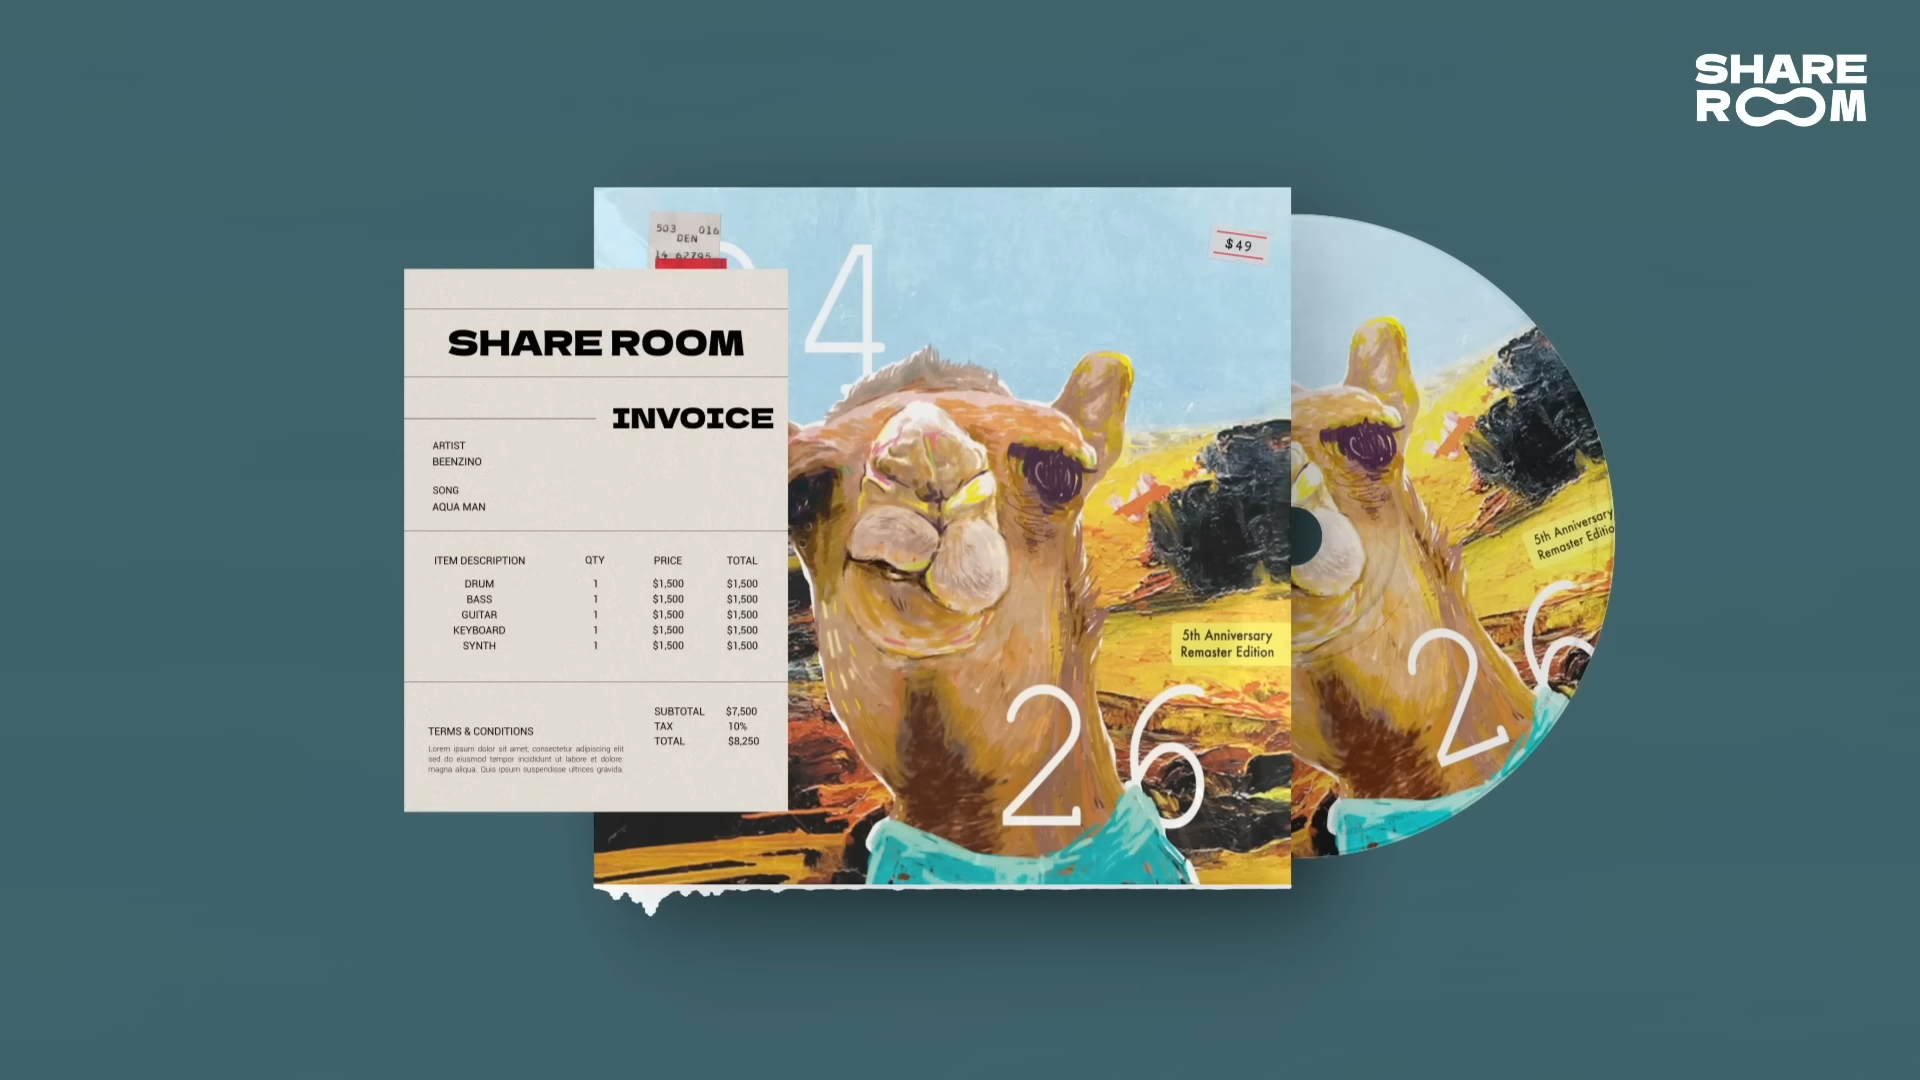 SHARE
ROOM
503 016
DEN
14 62795
$49
4
SHARE ROOM
INVOICE
ARTIST
BEENZINO
SONG
AQUA MAN
ITEM DESCRIPTION QTY PRICE TOTAL
DRUM 1 $1,500 $1,500
BASS 1 $1,500 $1,500
GUITAR 1 $1,500 $1,500
KEYBOARD 1 $1,500 $1,500
SYNTH 1 $1,500 $1,500
SUBTOTAL $7,500
TAX 10%
TOTAL $8,250
TERMS & CONDITIONS
Lorem ipsum dolor sit amet, consectetur adipiscing elit
sed do eiusmod tempor incididunt ut labore et dolore.
magna aliqua. Quis ipsum suspendisse ultrices gravida.
5th Anniversary
Remaster Edition
26
5th Anniversary
Remaster Editio
26